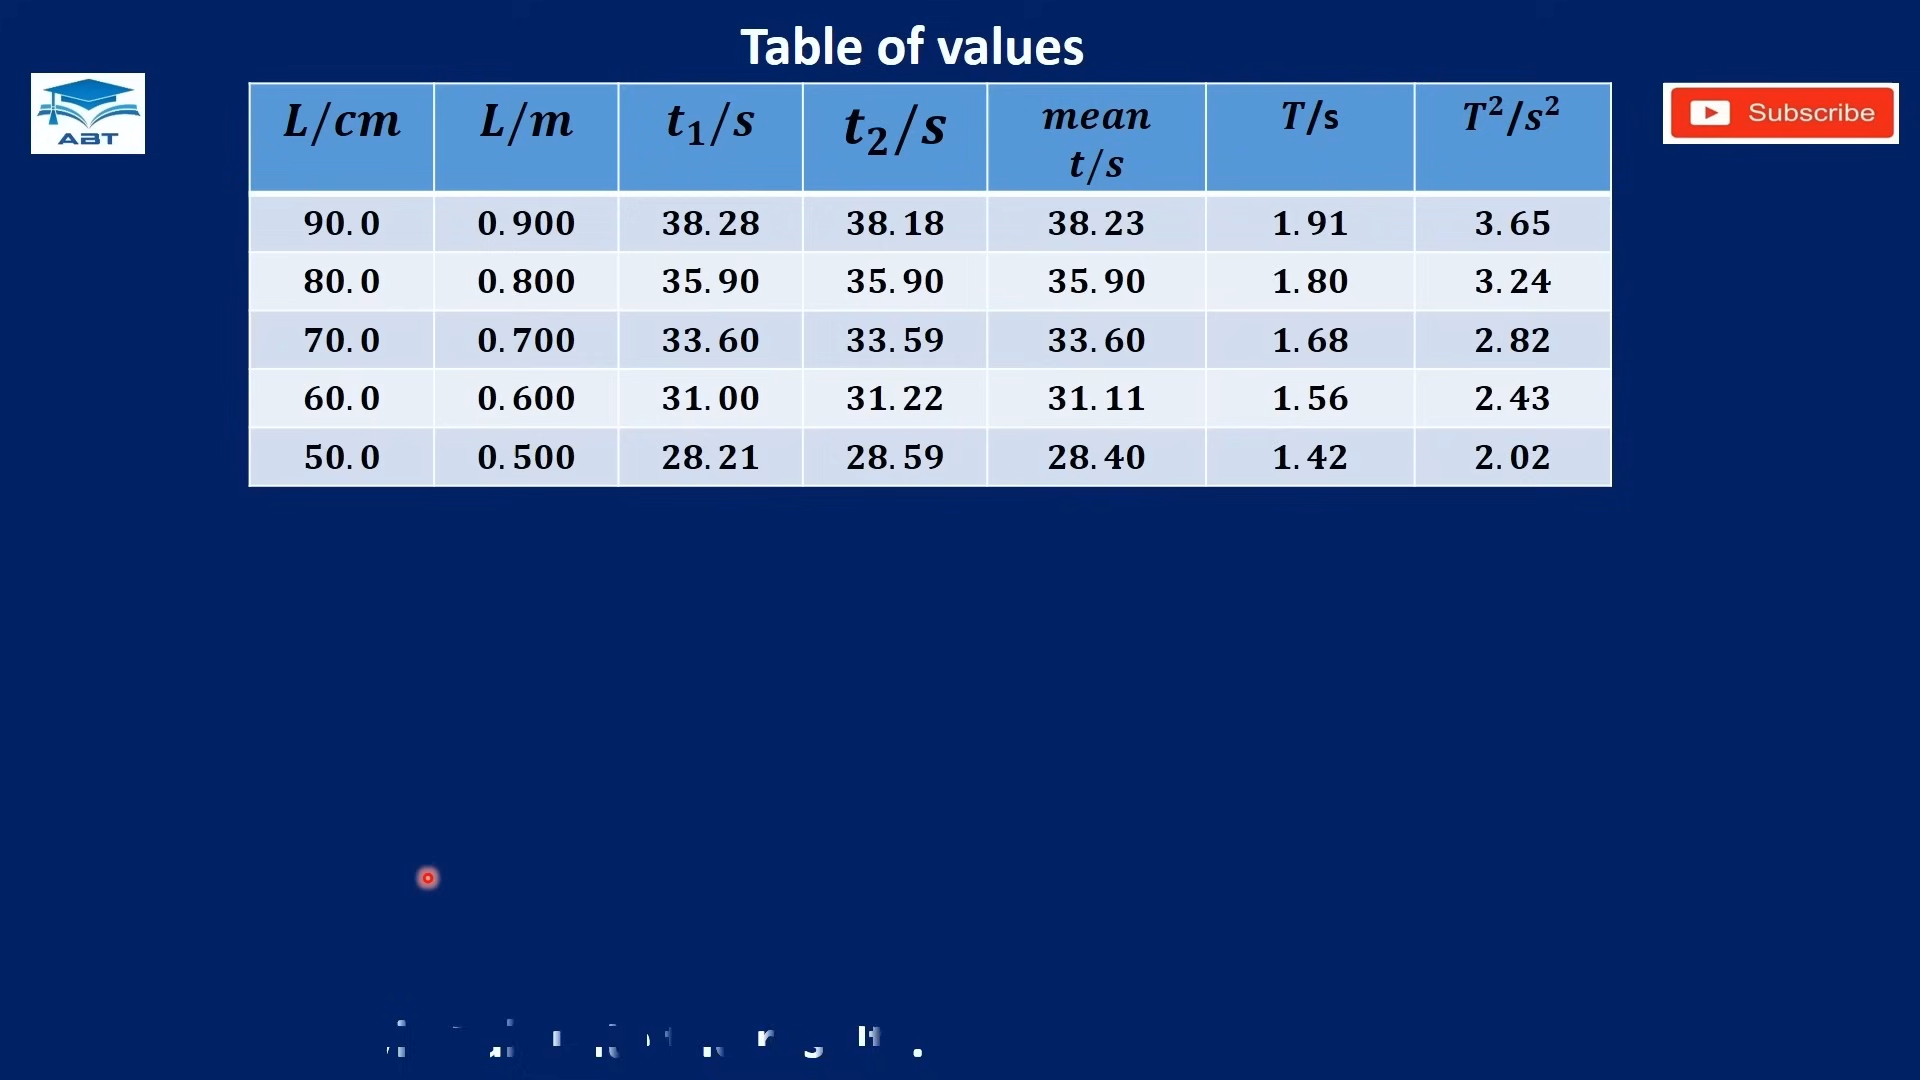 Table of values
ABT
Subscribe
L/cm L/m t₁/s t₂/s mean t/s T/s T²/s²
90.0 0.900 38.28 38.18 38.23 1.91 3.65
80.0 0.800 35.90 35.90 35.90 1.80 3.24
70.0 0.700 33.60 33.59 33.60 1.68 2.82
60.0 0.600 31.00 31.22 31.11 1.56 2.43
50.0 0.500 28.21 28.59 28.40 1.42 2.02